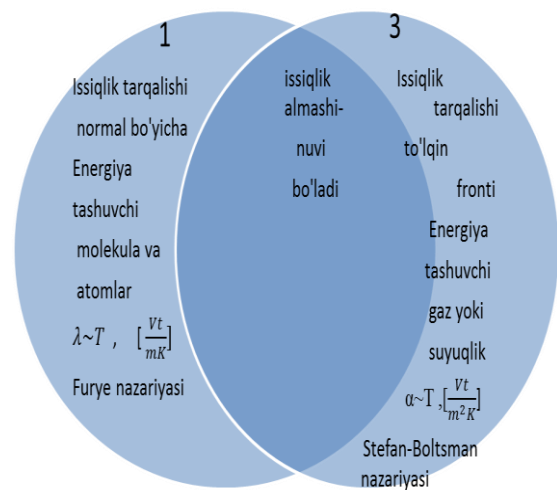 1
Issiqlik tarqalishi
normal bo'yicha
Energiya
tashuvchi
molekula va
atomlar
λ~T , [Vt/mK]
Furye nazariyasi
issiqlik
almashi-
nuvi
bo'ladi
3
Issiqlik
tarqalishi
to'lqin
fronti
Energiya
tashuvchi
gaz yoki
suyuqlik
α~T ,[Vt/m²K]
Stefan-Boltsman
nazariyasi